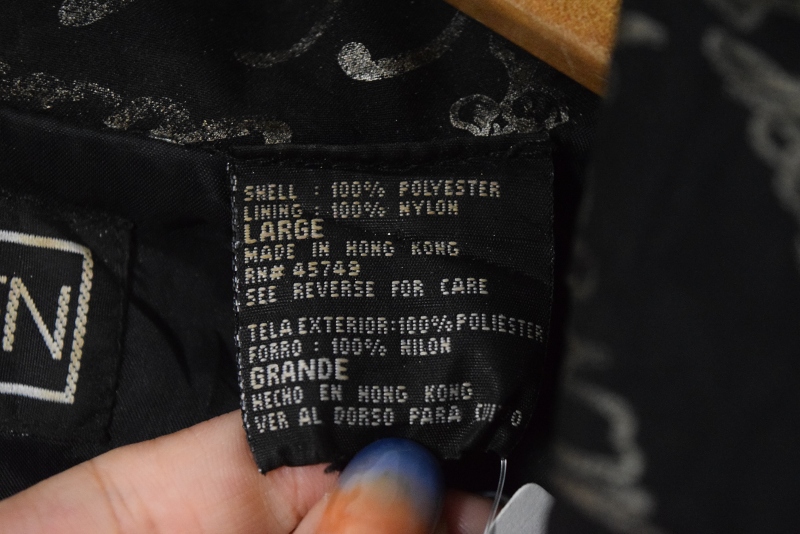 SHELL : 100% POLYESTER
LINING : 100% NYLON
LARGE
MADE IN HONG KONG
RN# 45749
SEE REVERSE FOR CARE
TELA EXTERIOR:100% POLIESTER
FORRO : 100% NILON
GRANDE
HECHO EN HONG KONG
VER AL DORSO PARA